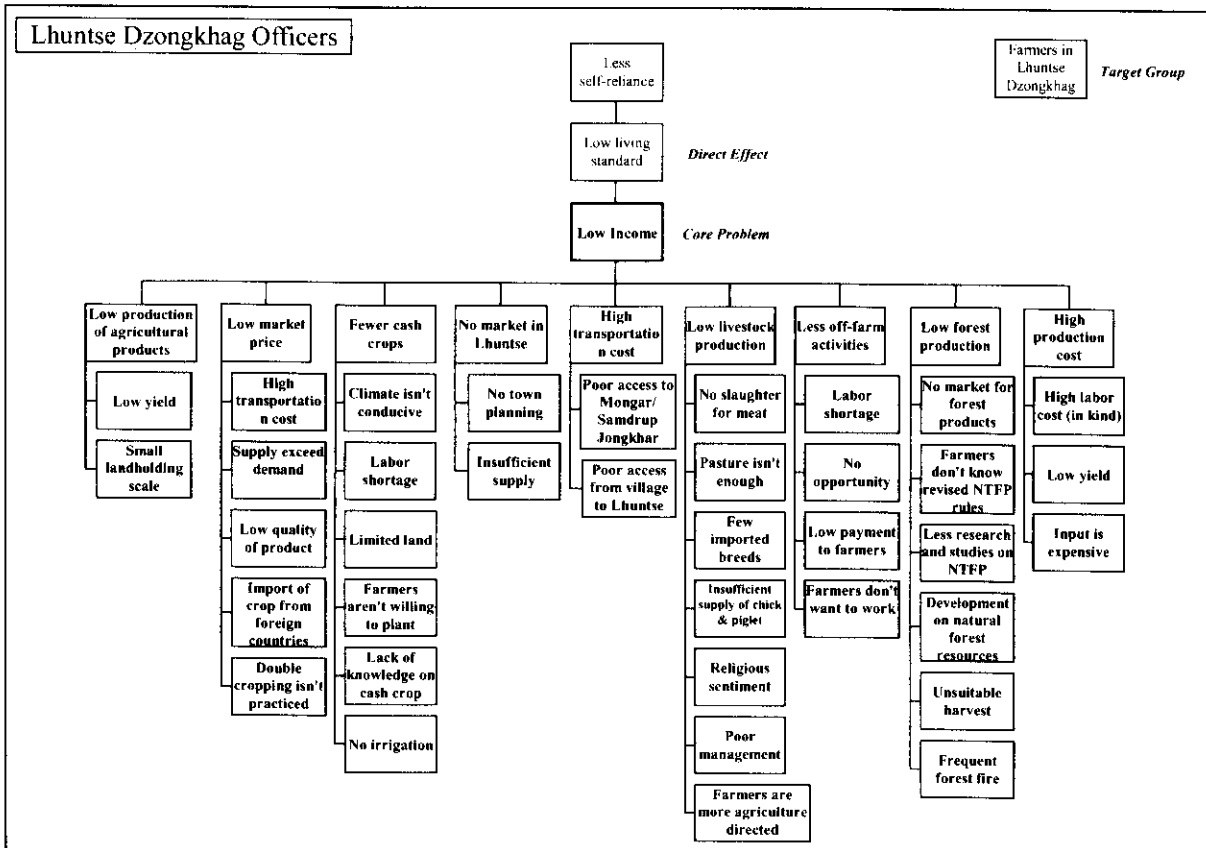 Lhuntse Dzongkhag Officers
Less
self-reliance
Farmers in
Lhuntse
Dzongkhag
Target Group
Low living
standard
Direct Effect
Low Income
Core Problem
Low production
of agricultural
products
Low yield
Small
landholding
scale
Low market
price
High
transportatio
n cost
Supply exceed
demand
Low quality
of product
Import of
crop from
foreign
countries
Double
cropping isn't
practiced
Fewer cash
crops
Climate isn't
conducive
Labor
shortage
Limited land
Farmers
aren't willing
to plant
Lack of
knowledge on
cash crop
No irrigation
No market in
Lhuntse
No town
planning
Insufficient
supply
High
transportatio
n cost
Poor access to
Mongar/
Samdrup
Jongkhar
Poor access
from village
to Lhuntse
Low livestock
production
No slaughter
for meat
Pasture isn't
enough
Few
imported
breeds
Insufficient
supply of chick
& piglet
Religious
sentiment
Poor
management
Farmers are
more agriculture
directed
Less off-farm
activities
Labor
shortage
No
opportunity
Low payment
to farmers
Farmers don't
want to work
Low forest
production
No market for
forest
products
Farmers
don't know
revised NTFP
rules
Less research
and studies on
NTFP
Development
on natural
forest
resources
Unsuitable
harvest
Frequent
forest fire
High
production
cost
High labor
cost (in kind)
Low yield
Input is
expensive